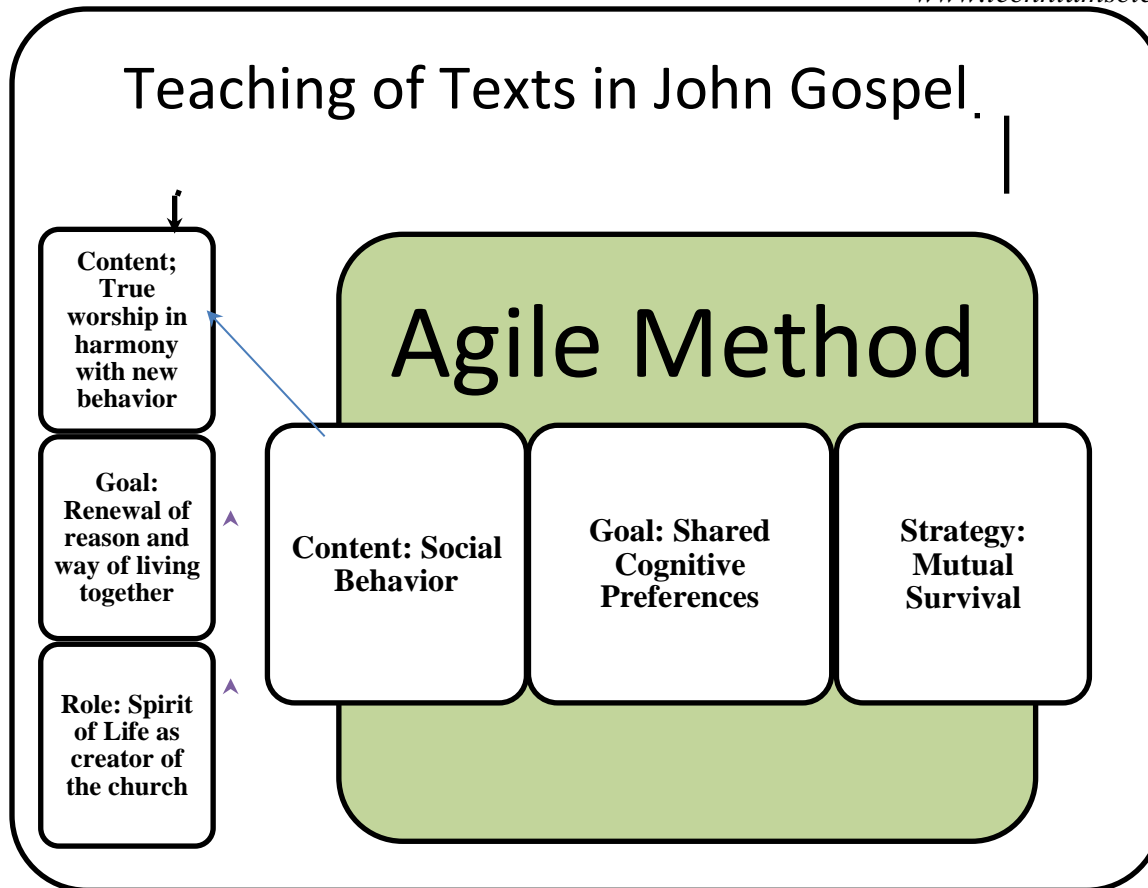 Teaching of Texts in John Gospel.
Content;
True
worship in
harmony
with new
behavior
Goal:
Renewal of
reason and
way of living
together
Role: Spirit
of Life as
creator of
the church
Agile Method
Content: Social
Behavior
Goal: Shared
Cognitive
Preferences
Strategy:
Mutual
Survival